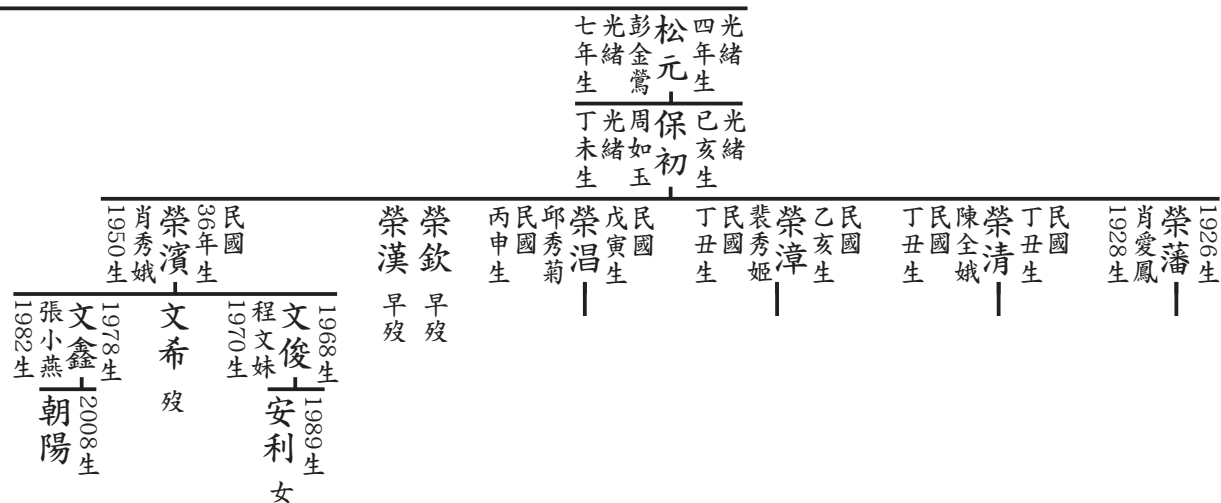 光緒
四年生
松元
彭金鶯
光緒
七年生
光緒
已亥生
保初
周如玉
光緒
丁未生
1926生
榮藩
肖愛鳳
1928生
民國
丁丑生
榮清
陳全娥
民國
丁丑生
民國
乙亥生
榮漳
裴秀姬
民國
丁丑生
民國
戊寅生
榮淐
邱秀菊
民國
丙申生
榮欽 早歿
榮漢 早歿
民國
36年生
榮濱
肖秀娥
1950生
1968生
文俊
程文妹
1970生
文希 歿
1978生
文鑫
張小燕
1982生
1989生
安利 女
2008生
朝陽